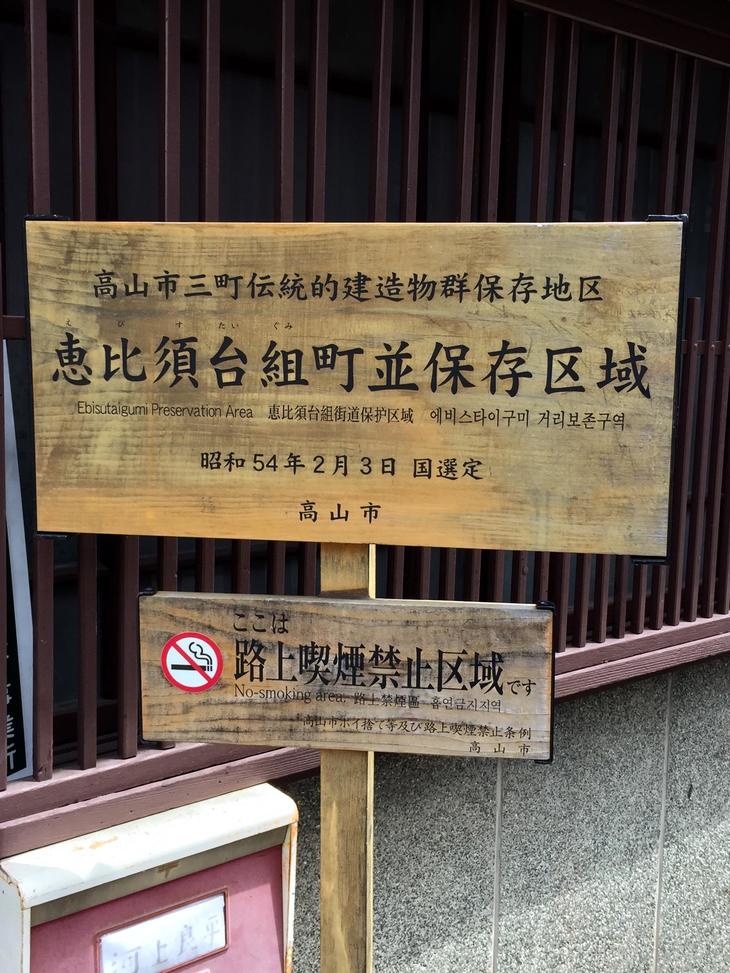 高山市三町伝統的建造物群保存地区
えびすたいぐみ
恵比須台組町並保存区域
Ebisutaigumi Preservation Area 恵比須台組街道保护区域 에비스타이구미 거리보존구역
昭和54年2月3日 国選定
高山市
ここは
路上喫煙禁止区域です
No-smoking area. 路上禁煙區 흡연금지지역
高山市ポイ捨て等及び路上喫煙禁止条例
高山市
河上良平